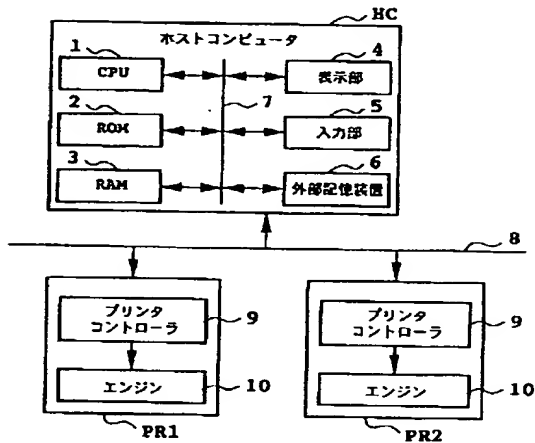 HC
ホストコンピュータ
1
CPU
4
表示部
7
2
ROM
5
入力部
3
RAM
6
外部記憶装置
8
プリンタ
コントローラ
9
エンジン
10
PR1
プリンタ
コントローラ
9
エンジン
10
PR2